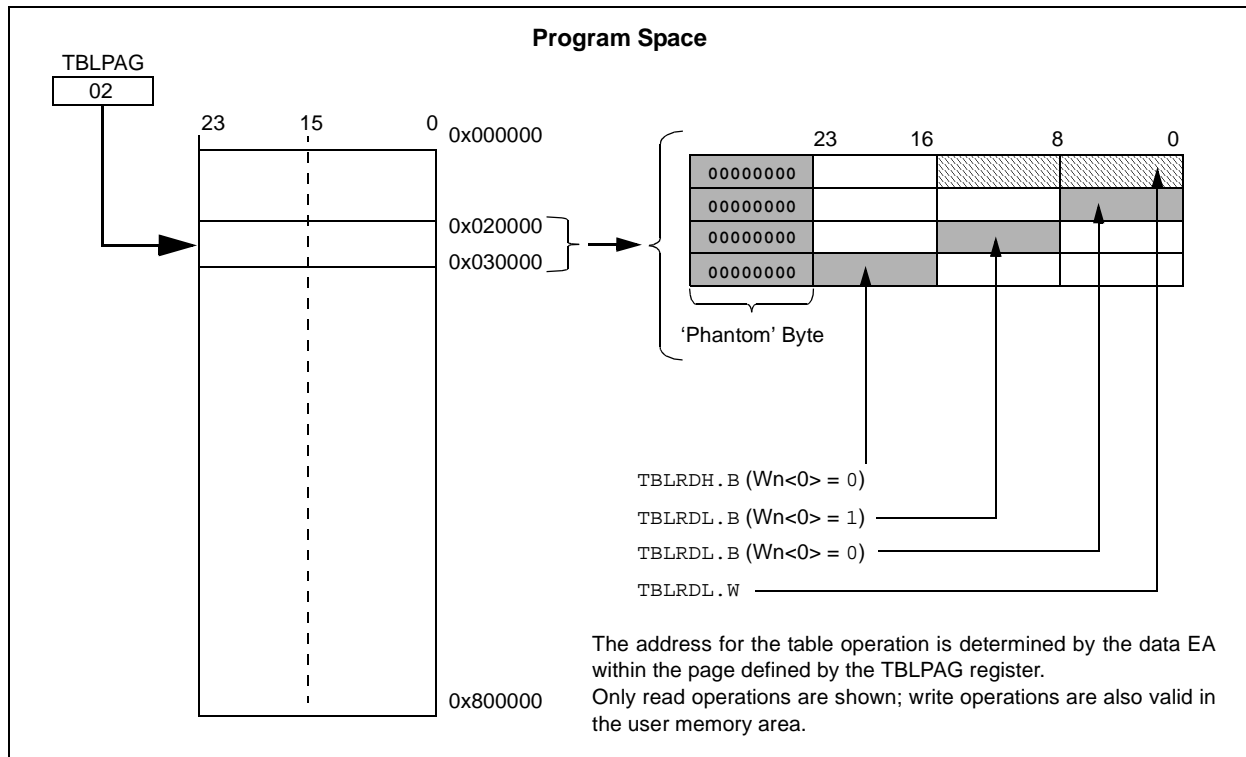 Program Space
TBLPAG
02
23 15 0
0x000000
0x020000
0x030000
0x800000
23 16 8 0
00000000
00000000
00000000
00000000
‘Phantom’ Byte
TBLRDH.B (Wn<0> = 0)
TBLRDL.B (Wn<0> = 1)
TBLRDL.B (Wn<0> = 0)
TBLRDL.W
The address for the table operation is determined by the data EA
within the page defined by the TBLPAG register.
Only read operations are shown; write operations are also valid in
the user memory area.